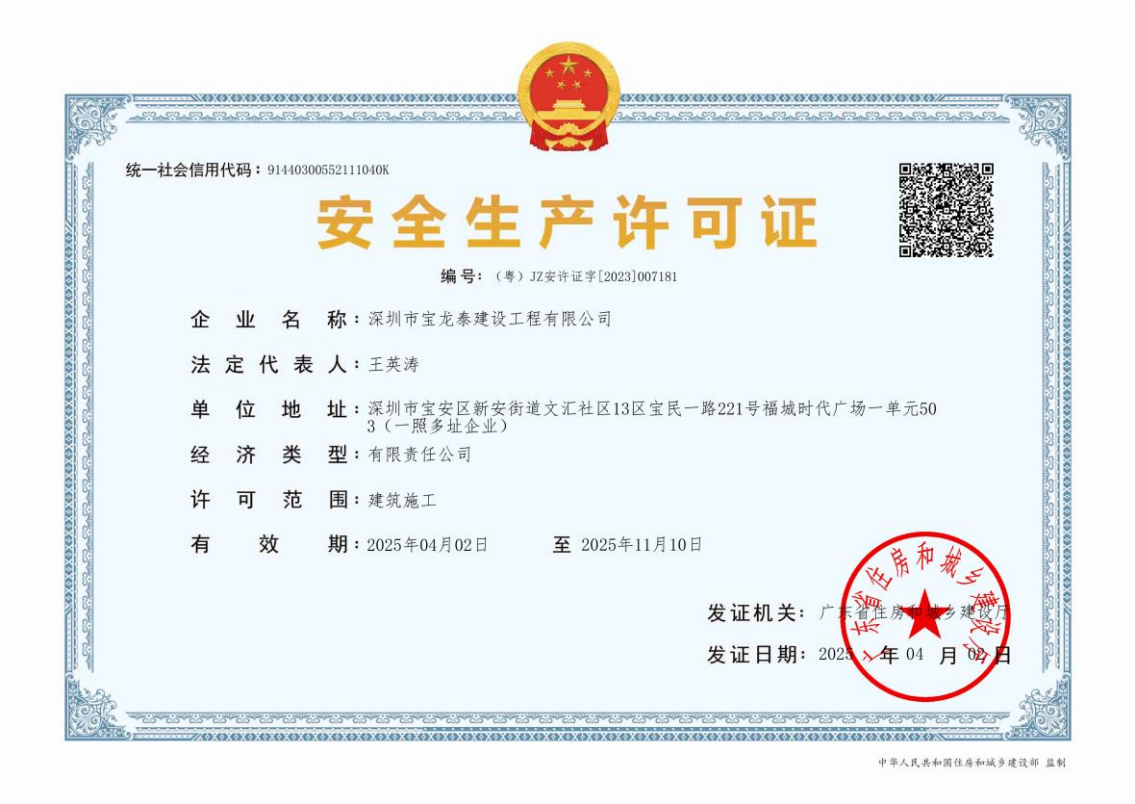 统一社会信用代码：91440300552111040K
安全生产许可证
编号：（粤）JZ安许证字[2023]007181
企业名称：深圳市宝龙泰建设工程有限公司
法定代表人：王英涛
单位地址：深圳市宝安区新安街道文汇社区13区宝民一路221号福城时代广场一单元50
3（一照多址企业）
经济类型：有限责任公司
许可范围：建筑施工
有效期：2025年04月02日 至 2025年11月10日
广东省住房和城乡建设厅
发证机关：广东省住房和城乡建设厅
发证日期：2025年04月02日
中华人民共和国住房和城乡建设部 监制